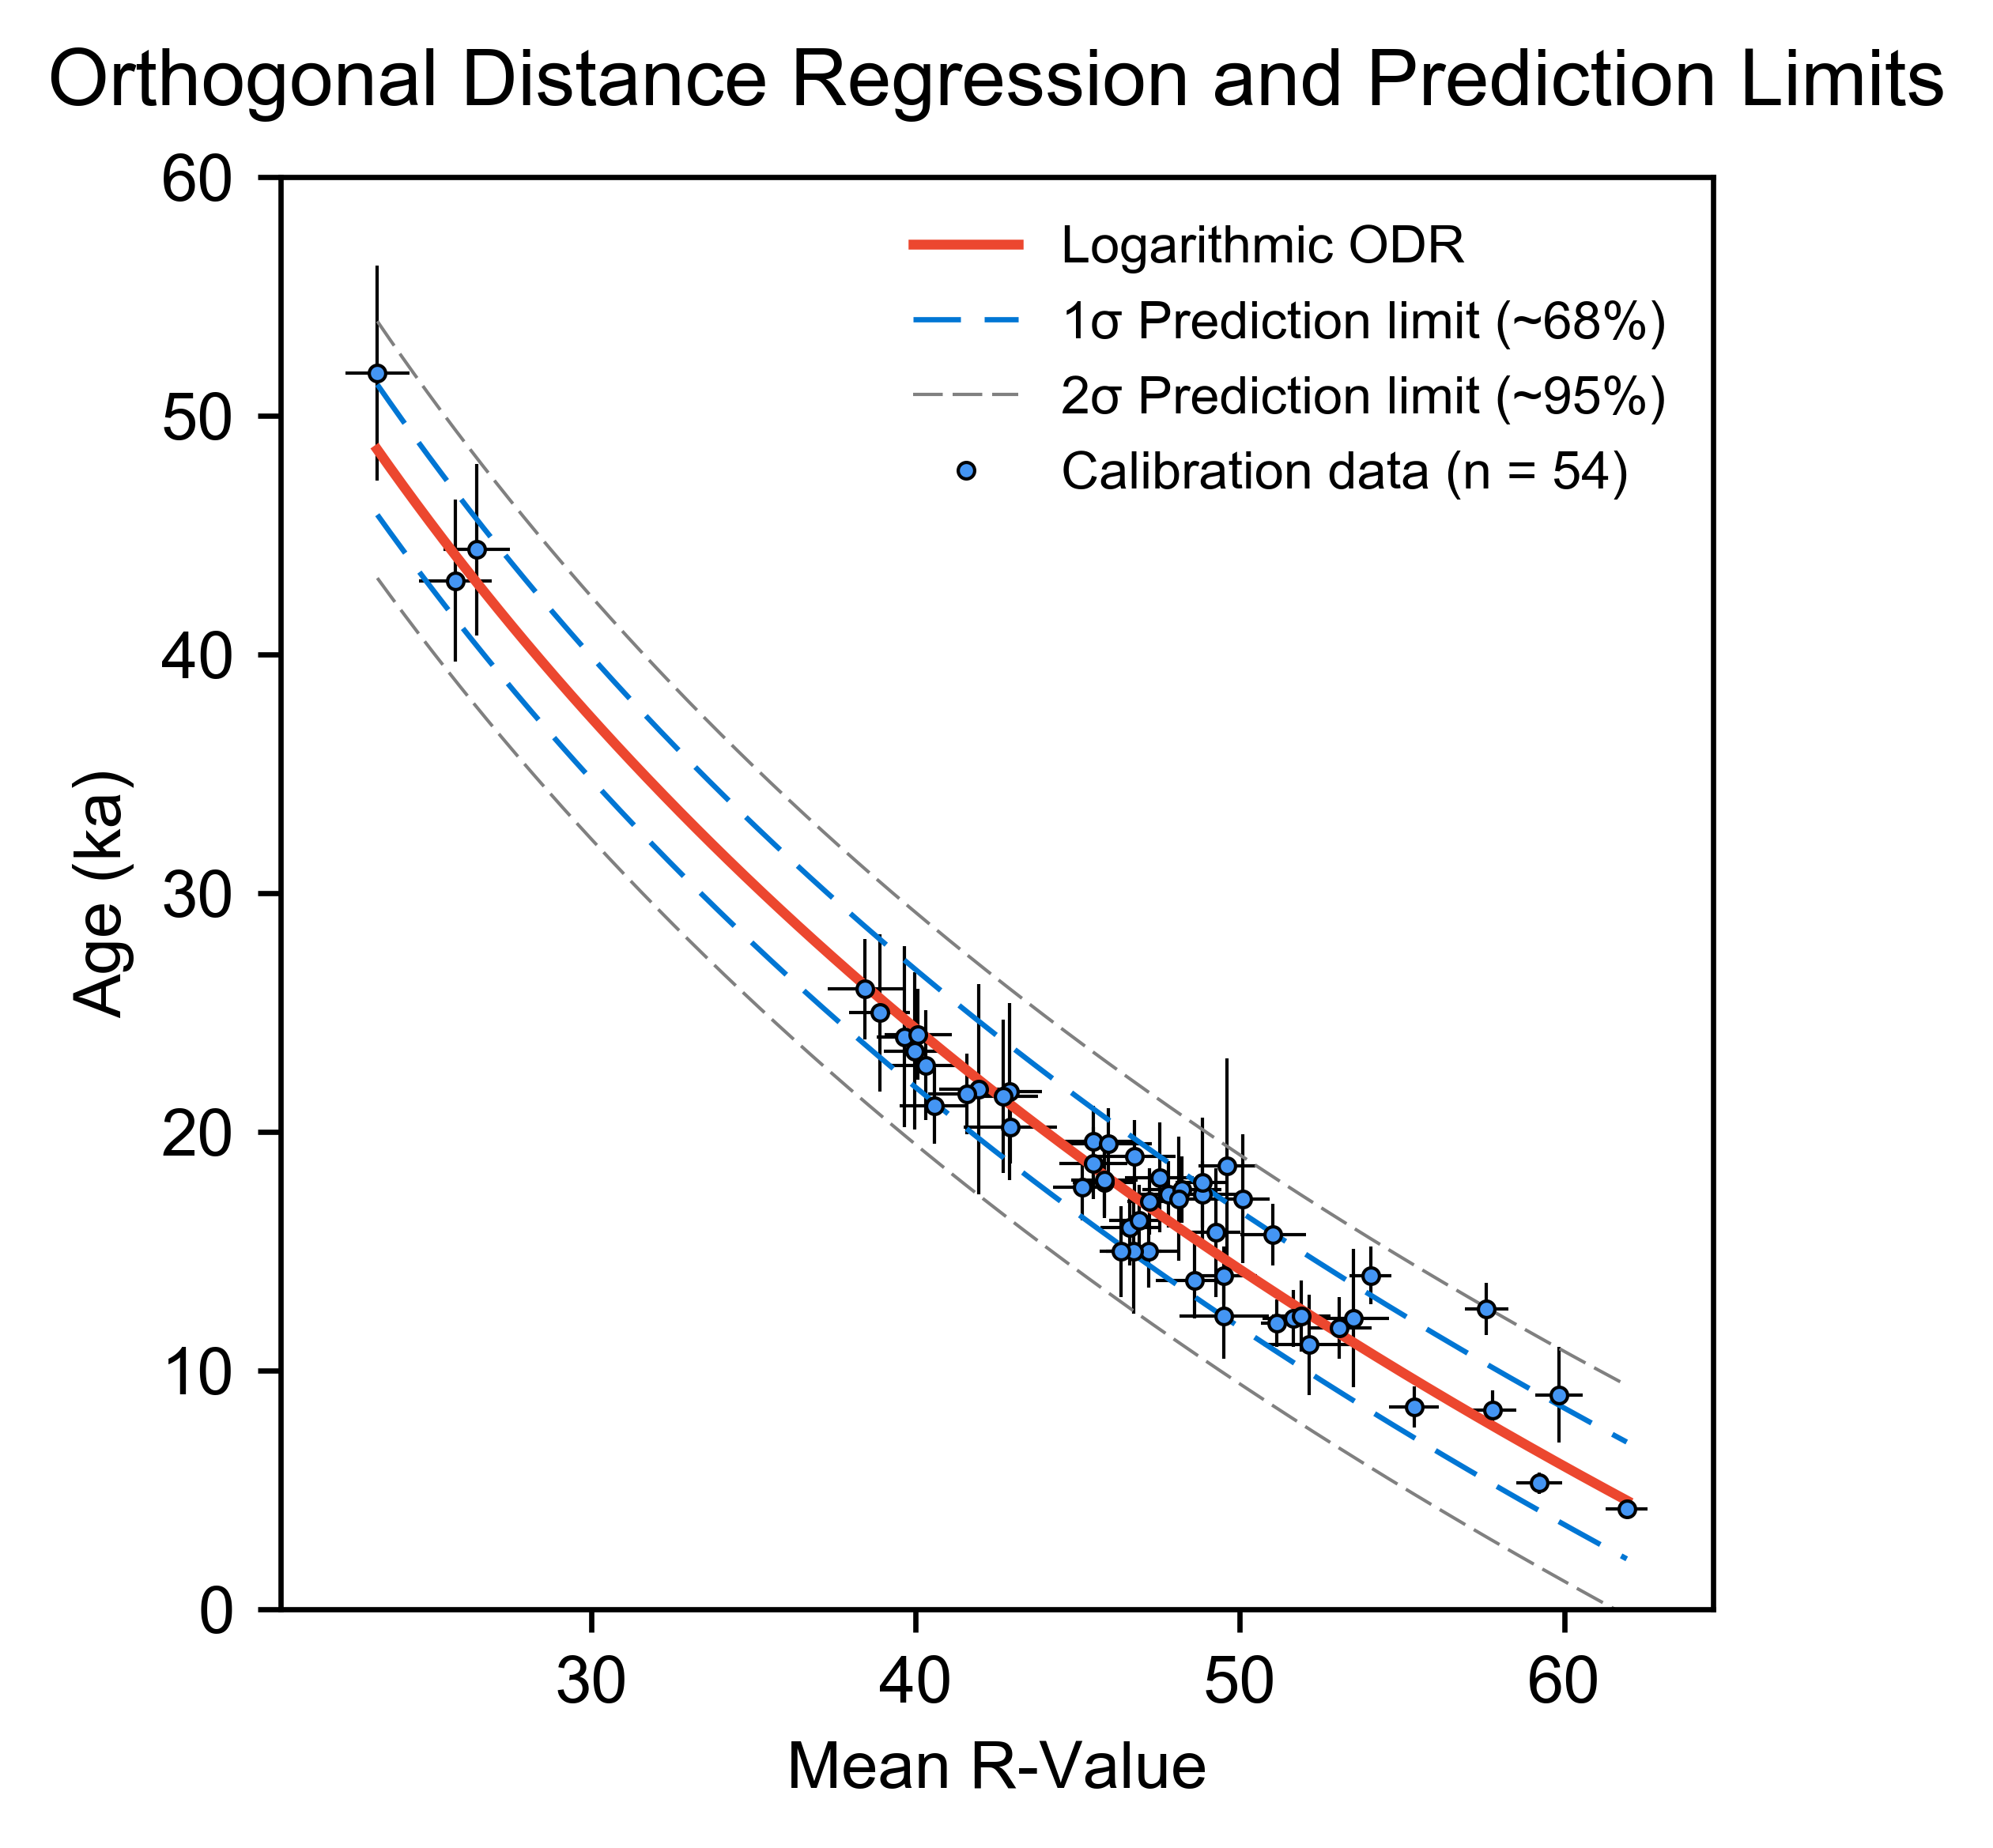 Orthogonal Distance Regression and Prediction Limits
60
50
40
30
20
10
0
Age (ka)
Logarithmic ODR
1σ Prediction limit (~68%)
2σ Prediction limit (~95%)
Calibration data (n = 54)
30 40 50 60
Mean R-Value